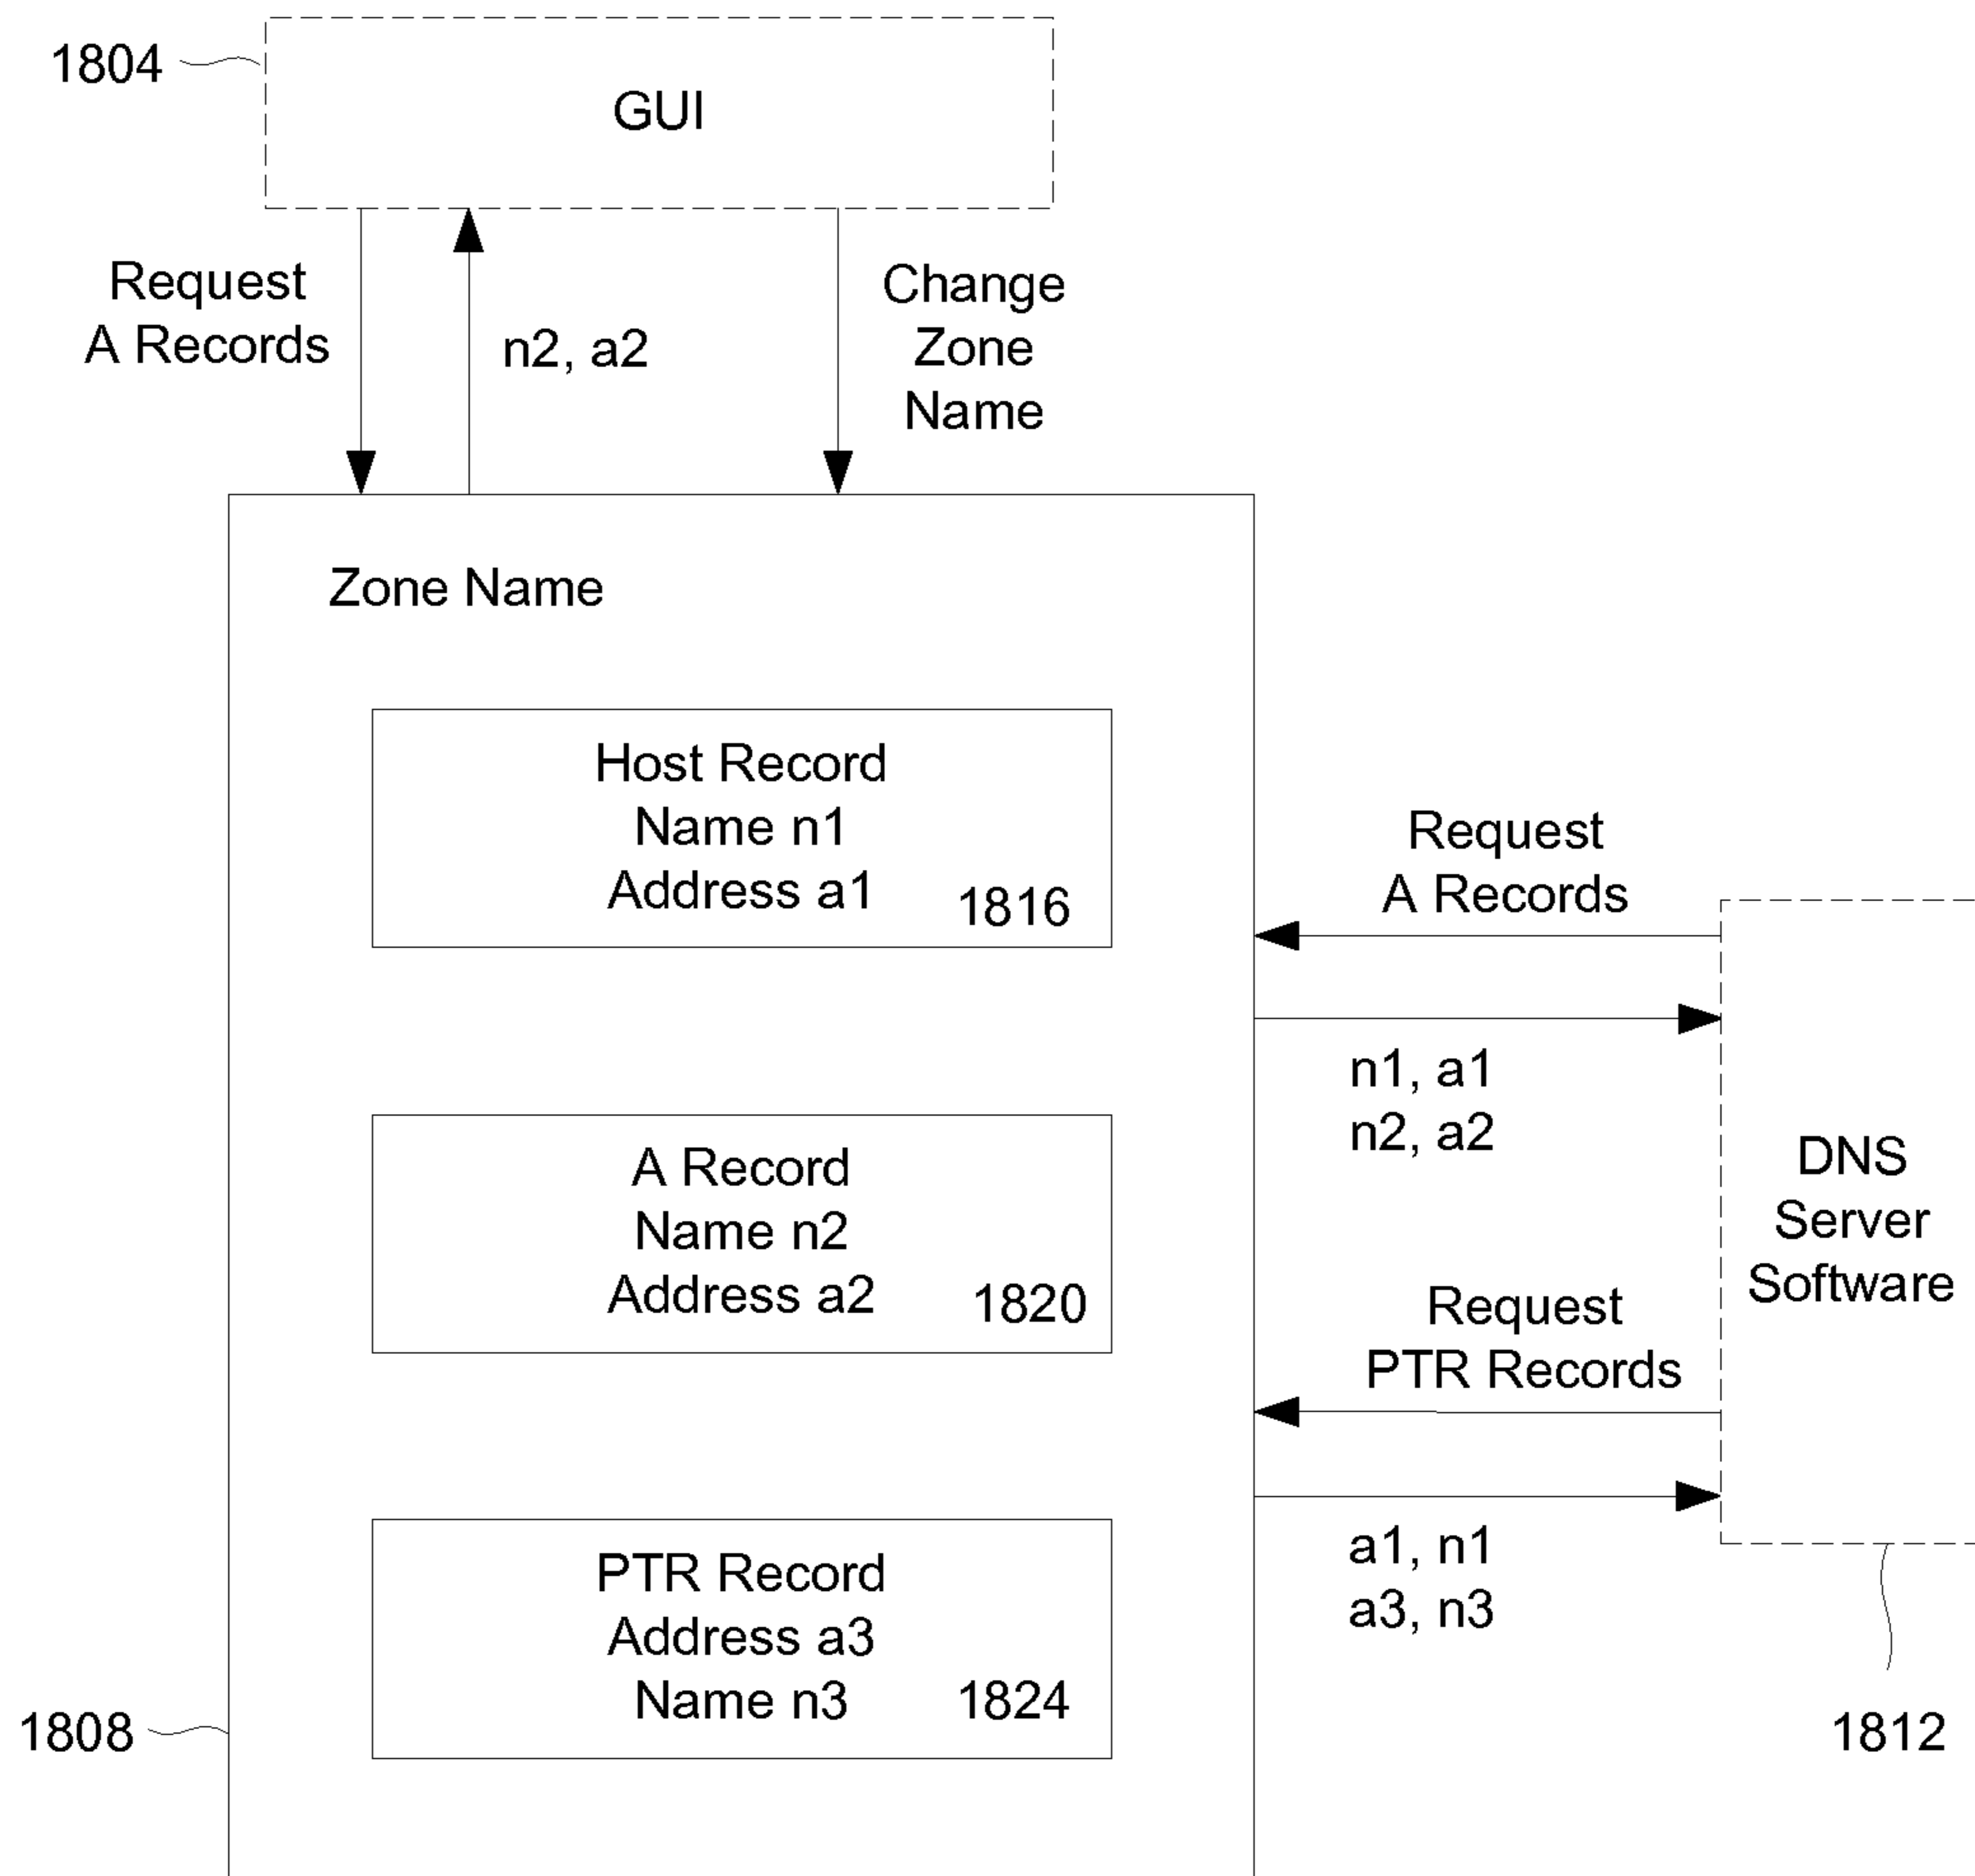 1804
GUI
Request
A Records
n2, a2
Change
Zone
Name
Zone Name
Host Record
Name n1
Address a1
1816
Request
A Records
n1, a1
n2, a2
A Record
Name n2
Address a2
1820
DNS
Server
Software
Request
PTR Records
a1, n1
a3, n3
PTR Record
Address a3
Name n3
1824
1808
1812